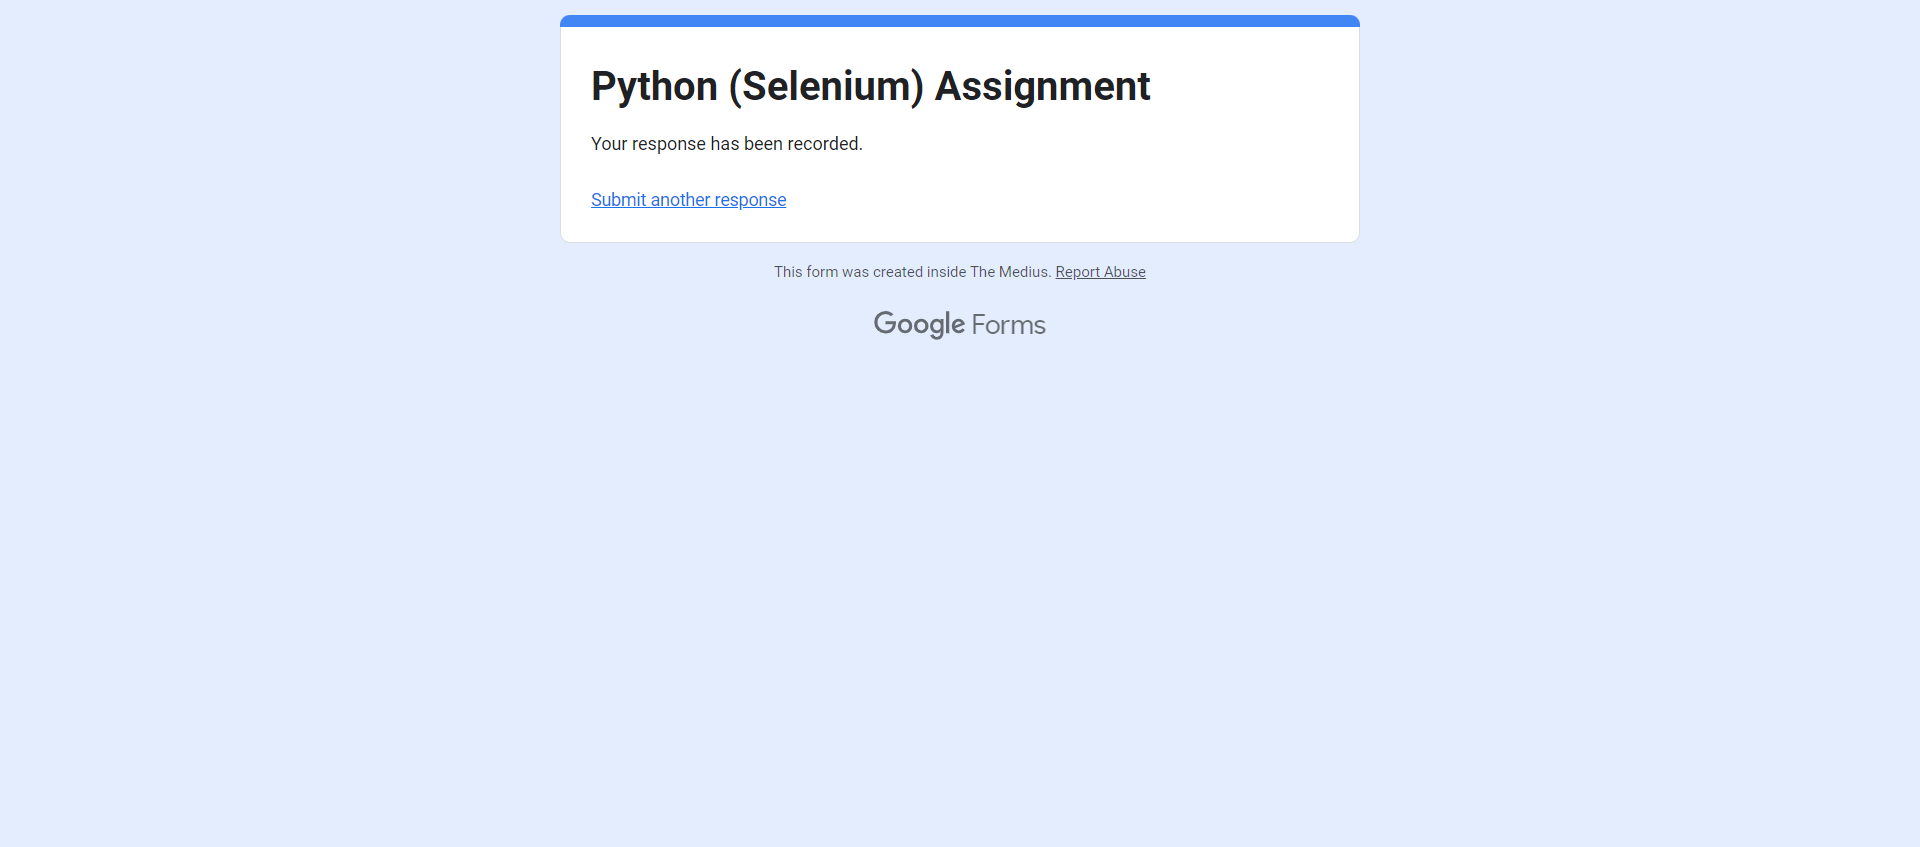 Python (Selenium) Assignment
Your response has been recorded.
Submit another response
This form was created inside The Medius. Report Abuse
Google Forms